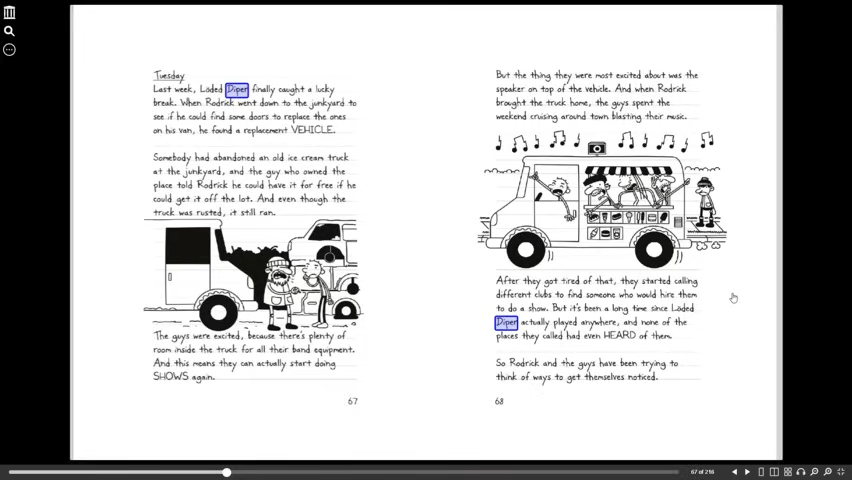 Tuesday
Last week, Löded Diper finally caught a lucky
break. When Rodrick went down to the junkyard to
see if he could find some doors to replace the ones
on his van, he found a replacement VEHICLE.
Somebody had abandoned an old ice cream truck
at the junkyard, and the guy who owned the
place told Rodrick he could have it for free if he
could get it off the lot. And even though the
truck was rusted, it still ran.
The guys were excited, because there's plenty of
room inside the truck for all their band equipment.
And this means they can actually start doing
SHOWS again.
67
But the thing they were most excited about was the
speaker on top of the vehicle. And when Rodrick
brought the truck home, the guys spent the
weekend cruising around town blasting their music.
After they got tired of that, they started calling
different clubs to find someone who would hire them
to do a show. But it's been a long time since Löded
Diper actually played anywhere, and none of the
places they called had even HEARD of them.
So Rodrick and the guys have been trying to
think of ways to get themselves noticed.
68
67 of 216